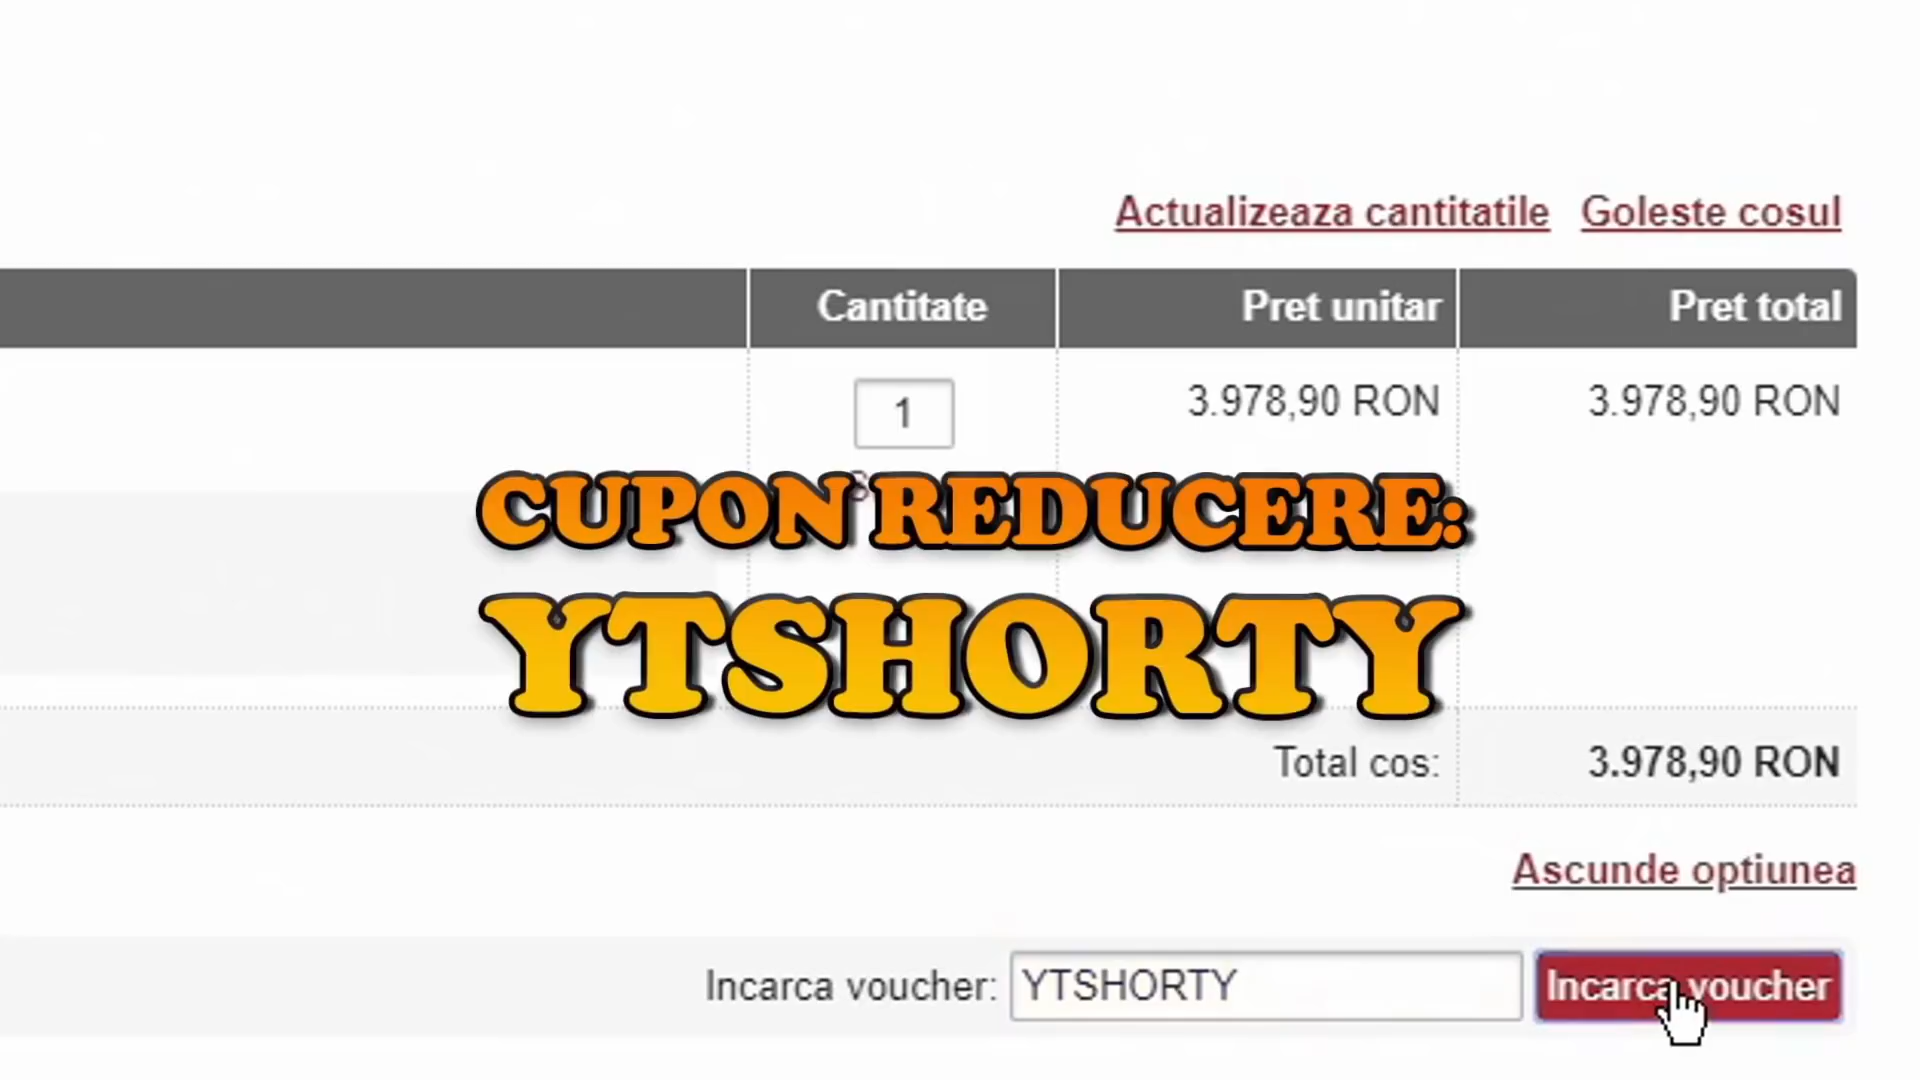 Actualizeaza cantitatile Goleste cosul
Cantitate Pret unitar Pret total
1 3.978,90 RON 3.978,90 RON
CUPON REDUCERE:
YTSHORTY
Total cos: 3.978,90 RON
Ascunde optiunea
Incarca voucher: YTSHORTY Incarca voucher